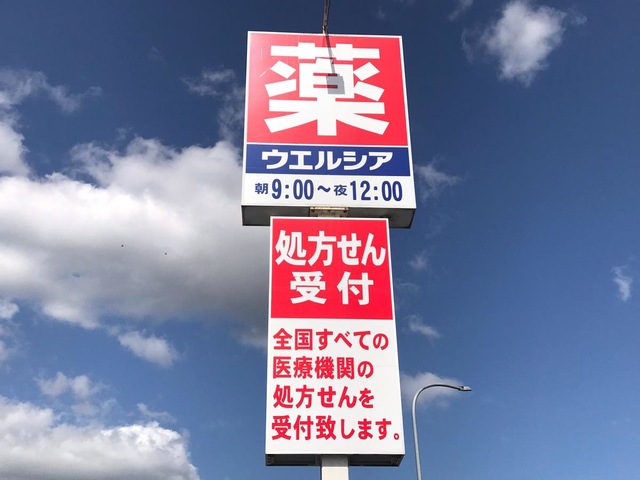 薬
ウエルシア
朝9:00〜夜12:00
処方せん
受付
全国すべての
医療機関の
処方せんを
受付致します。